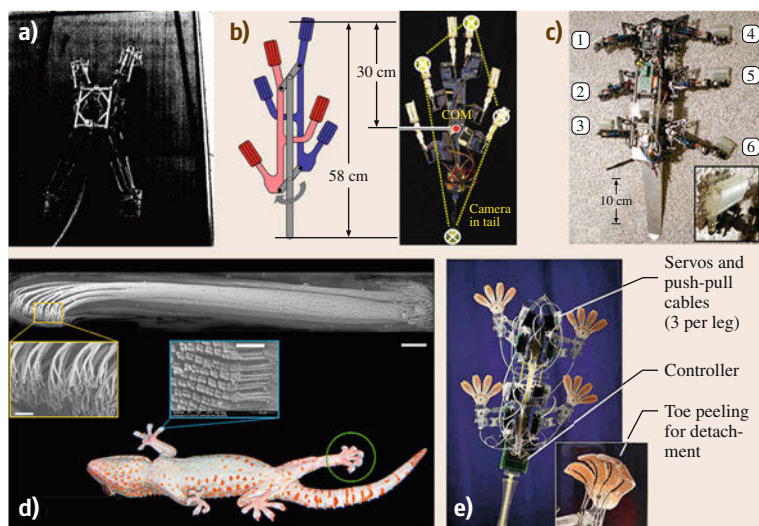 a)
b)
30 cm
58 cm
COM
Camera
in tail
c)
1
2
3
4
5
6
10 cm
d)
e)
Servos and
push-pull
cables
(3 per leg)
Controller
Toe peeling
for detach-
ment